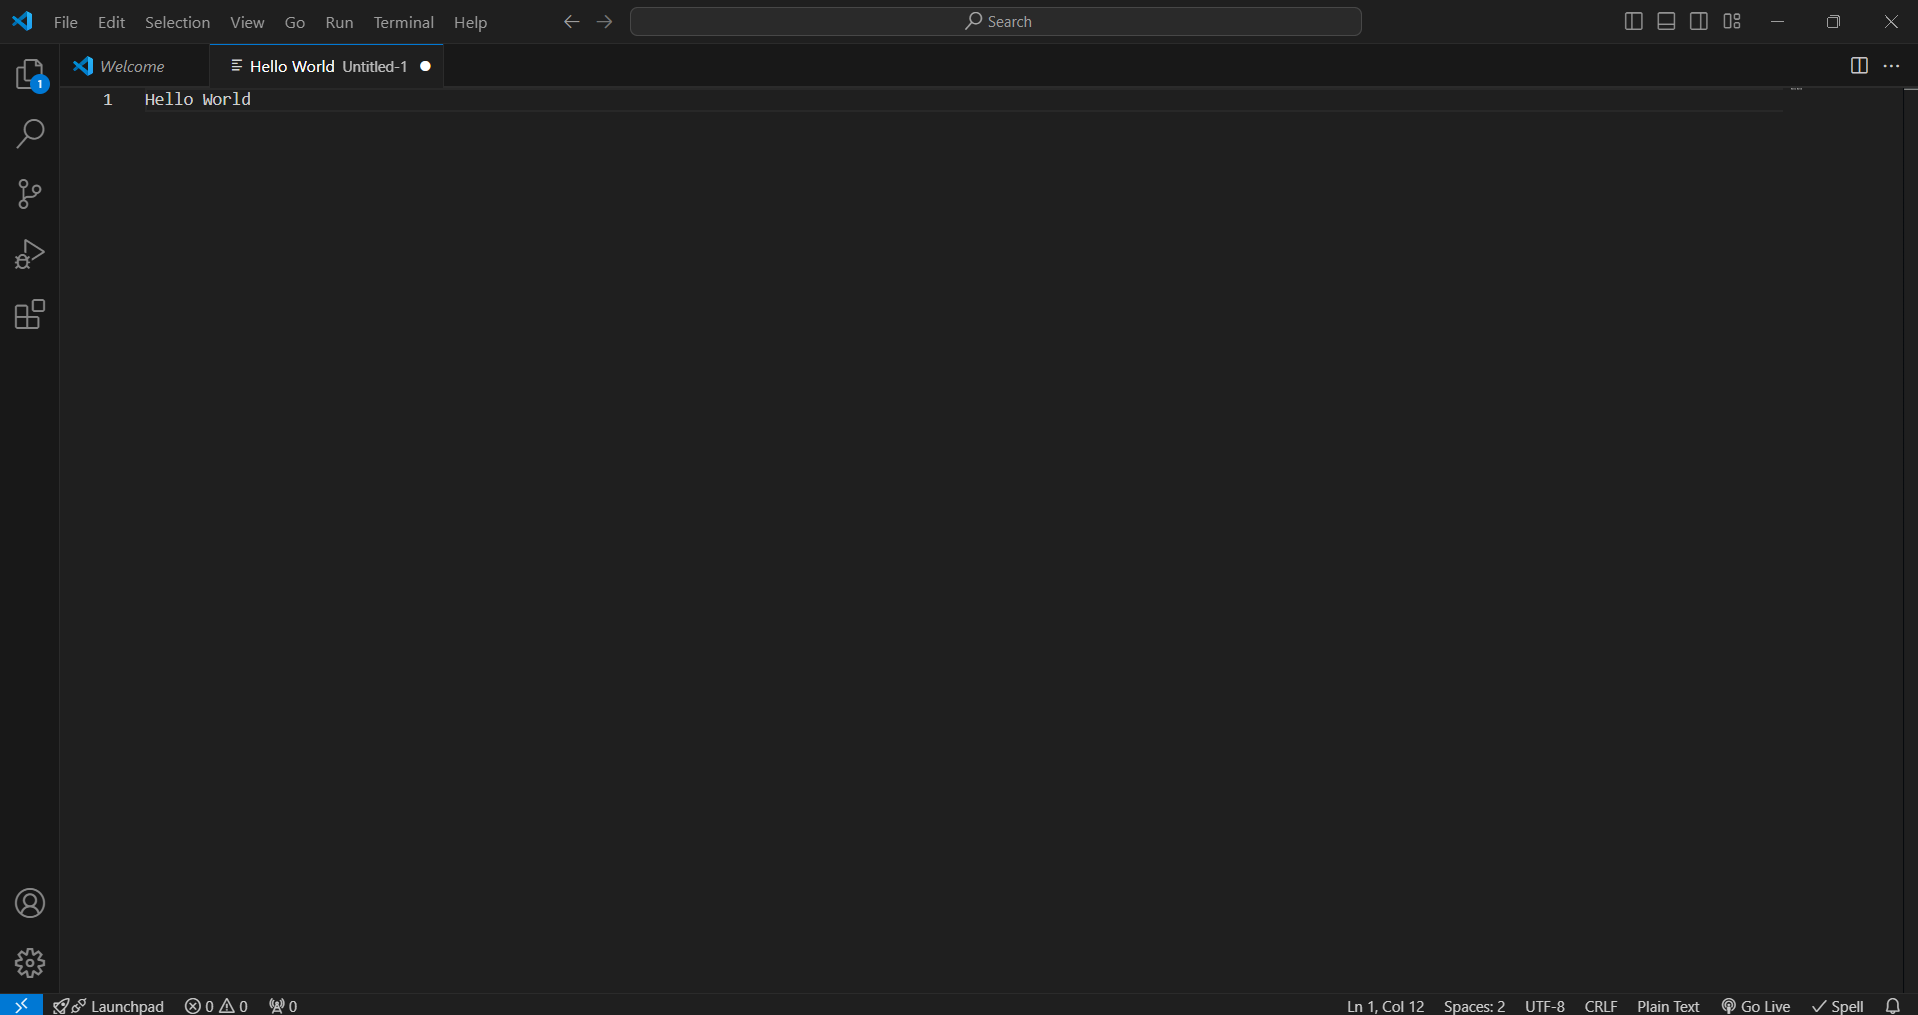 File Edit Selection View Go Run Terminal Help Search
Welcome Hello World Untitled-1
1
1 Hello World
Launchpad 0 0 0 Ln 1, Col 12 Spaces: 2 UTF-8 CRLF Plain Text Go Live Spell